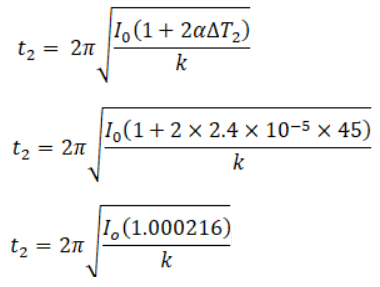 t₂ = 2π√(I₀(1 + 2αΔT₂)/k)
t₂ = 2π√(I₀(1 + 2 × 2.4 × 10⁻⁵ × 45)/k)
t₂ = 2π√(Iₒ(1.000216)/k)